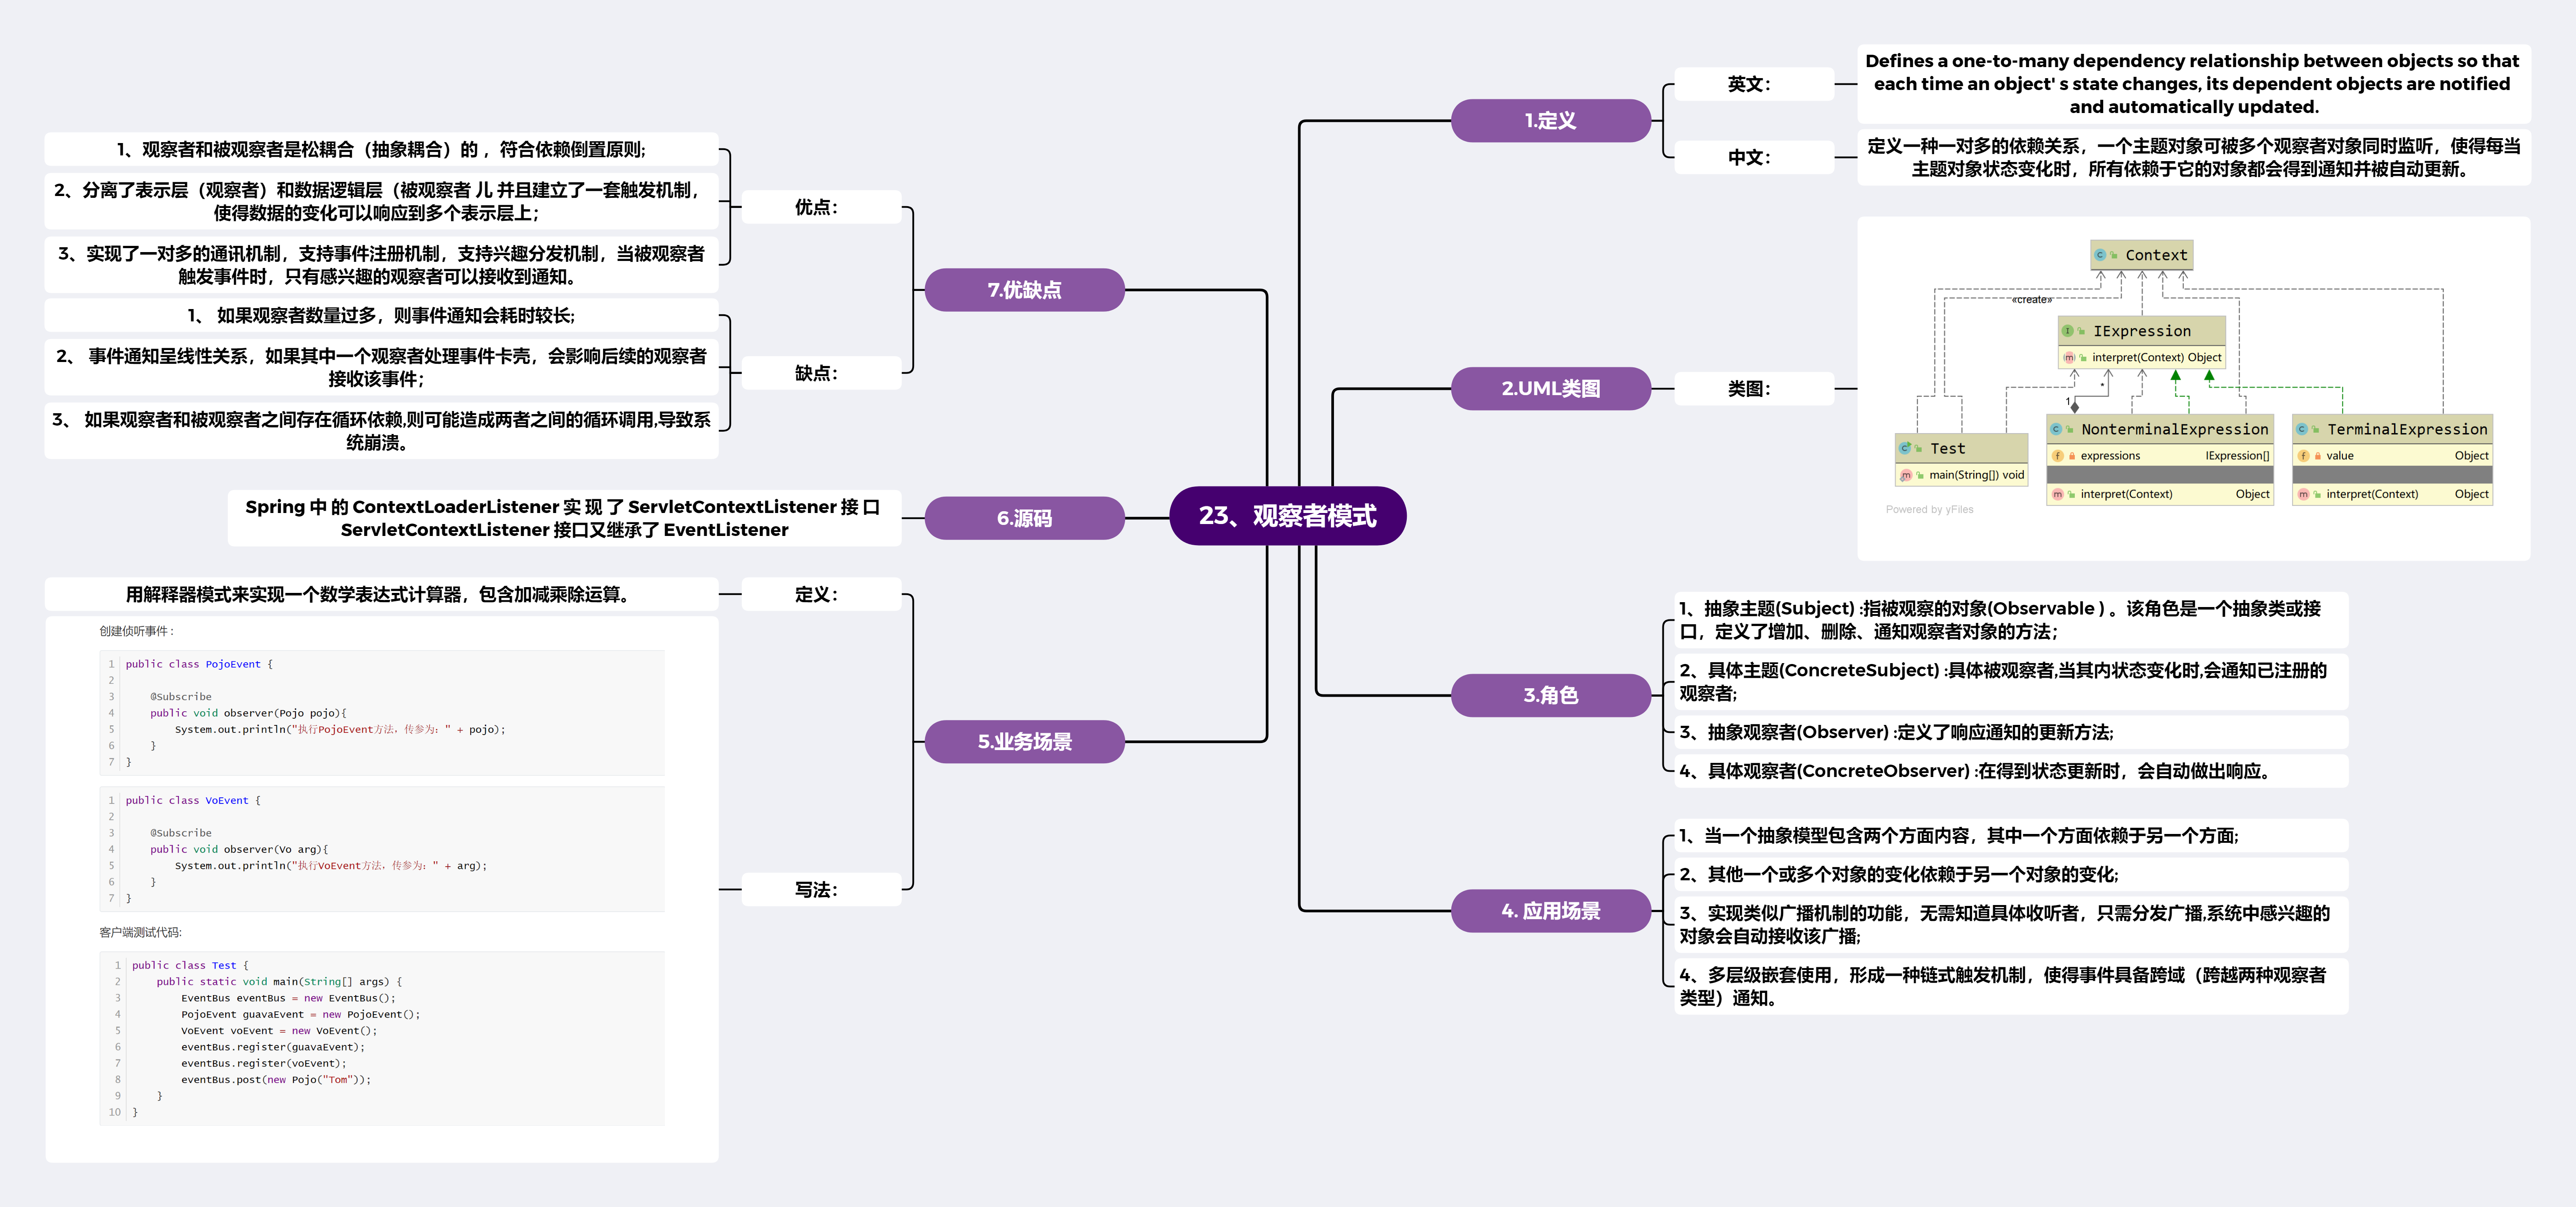 23、观察者模式
1.定义
英文：
Defines a one-to-many dependency relationship between objects so that
each time an object' s state changes, its dependent objects are notified
and automatically updated.
中文：
定义一种一对多的依赖关系，一个主题对象可被多个观察者对象同时监听，使得每当
主题对象状态变化时，所有依赖于它的对象都会得到通知并被自动更新。
2.UML类图
类图：
Context
«create»
IExpression
interpret(Context) Object
1
*
Test
main(String[]) void
NonterminalExpression
expressions IExpression[]
interpret(Context) Object
TerminalExpression
value Object
interpret(Context) Object
Powered by yFiles
3.角色
1、抽象主题(Subject) :指被观察的对象(Observable ) 。该角色是一个抽象类或接
口，定义了增加、删除、通知观察者对象的方法；
2、具体主题(ConcreteSubject) :具体被观察者,当其内状态变化时,会通知已注册的
观察者;
3、抽象观察者(Observer) :定义了响应通知的更新方法;
4、具体观察者(ConcreteObserver) :在得到状态更新时，会自动做出响应。
4. 应用场景
1、当一个抽象模型包含两个方面内容，其中一个方面依赖于另一个方面;
2、其他一个或多个对象的变化依赖于另一个对象的变化;
3、实现类似广播机制的功能，无需知道具体收听者，只需分发广播,系统中感兴趣的
对象会自动接收该广播;
4、多层级嵌套使用，形成一种链式触发机制，使得事件具备跨域（跨越两种观察者
类型）通知。
5.业务场景
定义：
用解释器模式来实现一个数学表达式计算器，包含加减乘除运算。
写法：
创建侦听事件：
1 public class PojoEvent {
2
3 @Subscribe
4 public void observer(Pojo pojo){
5 System.out.println("执行PojoEvent方法，传参为：" + pojo);
6 }
7 }
1 public class VoEvent {
2
3 @Subscribe
4 public void observer(Vo arg){
5 System.out.println("执行VoEvent方法，传参为：" + arg);
6 }
7 }
客户端测试代码:
1 public class Test {
2 public static void main(String[] args) {
3 EventBus eventBus = new EventBus();
4 PojoEvent guavaEvent = new PojoEvent();
5 VoEvent voEvent = new VoEvent();
6 eventBus.register(guavaEvent);
7 eventBus.register(voEvent);
8 eventBus.post(new Pojo("Tom"));
9 }
10 }
6.源码
Spring 中 的 ContextLoaderListener 实 现 了 ServletContextListener 接 口
ServletContextListener 接口又继承了 EventListener
7.优缺点
优点：
1、观察者和被观察者是松耦合（抽象耦合）的 ，符合依赖倒置原则;
2、分离了表示层（观察者）和数据逻辑层（被观察者 儿 并且建立了一套触发机制，
使得数据的变化可以响应到多个表示层上；
3、实现了一对多的通讯机制，支持事件注册机制，支持兴趣分发机制，当被观察者
触发事件时，只有感兴趣的观察者可以接收到通知。
缺点：
1、 如果观察者数量过多，则事件通知会耗时较长;
2、 事件通知呈线性关系，如果其中一个观察者处理事件卡壳，会影响后续的观察者
接收该事件；
3、 如果观察者和被观察者之间存在循环依赖,则可能造成两者之间的循环调用,导致系
统崩溃。